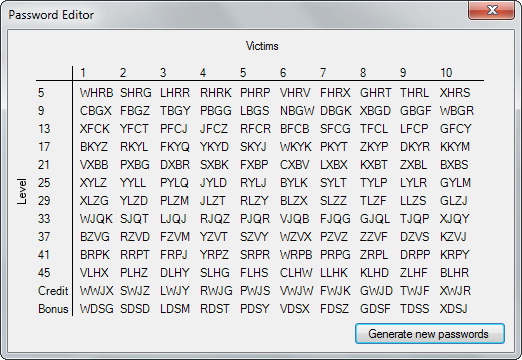 Password Editor
Victims
1 2 3 4 5 6 7 8 9 10
5 WHRB SHRG LHRR RHRK PHRP VHRV FHRX GHRT THRL XHRS
9 CBGX FBGZ TBGY PBGG LBGS NBGW DBGK XBGD GBGF WBGR
13 XFCK YFCT PFCJ JFCZ RFCR BFCB SFCG TFCL LFCP GFCY
17 BKYZ RKYL FKYQ YKYD SKYJ WKYK PKYT ZKYP DKYR KKYM
21 VXBB PXBG DXBR SXBK FXBP CXBV LXBX KXBT ZXBL BXBS
25 XYLZ YYLL PYLQ JYLD RYLJ BYLK SYLT TYLP LYLR GYLM
29 XLZG YLZD PLZM JLZT RLZY BLZX SLZZ TLZF LLZS GLZJ
33 WJQK SJQT LJQJ RJQZ PJQR VJQB FJQG GJQL TJQP XJQY
37 BZVG RZVD FZVM YZVT SZVY WZVX PZVZ ZZVF DZVS KZVJ
41 BRPK RRPT FRPJ YRPZ SRPR WRPB PRPG ZRPL DRPP KRPY
45 VLHX PLHZ DLHY SLHG FLHS CLHW LLHK KLHD ZLHF BLHR
Credit WWJX SWJZ LWJY RWJG PWJS VWJW FWJK GWJD TWJF XWJR
Bonus WDSG SDSD LDSM RDST PDSY VDSX FDSZ GDSF TDSS XDSJ
Level
Generate new passwords